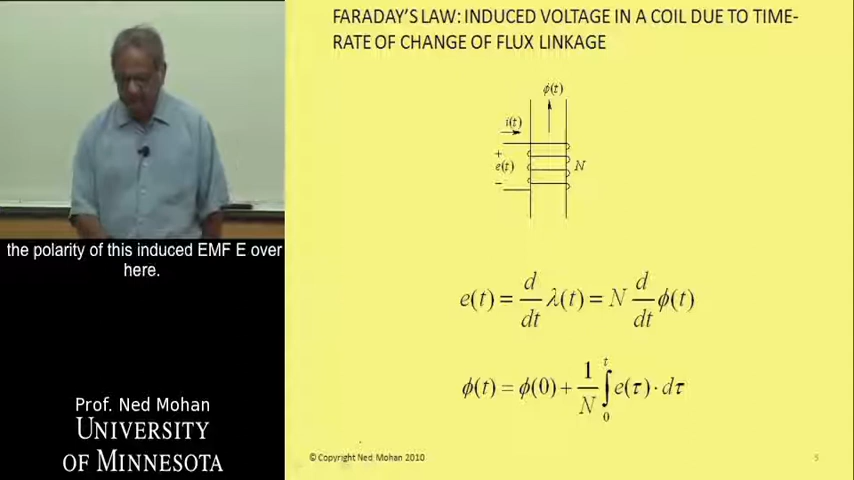 FARADAY'S LAW: INDUCED VOLTAGE IN A COIL DUE TO TIME-
RATE OF CHANGE OF FLUX LINKAGE
ϕ(t)
i(t)
+
e(t)
N
−
e(t) = d/dt λ(t) = N d/dt ϕ(t)
ϕ(t) = ϕ(0) + 1/N ∫₀ᵗ e(τ) · dτ
the polarity of this induced EMF E over
here.
Prof. Ned Mohan
UNIVERSITY
OF MINNESOTA
© Copyright Ned Mohan 2010
5